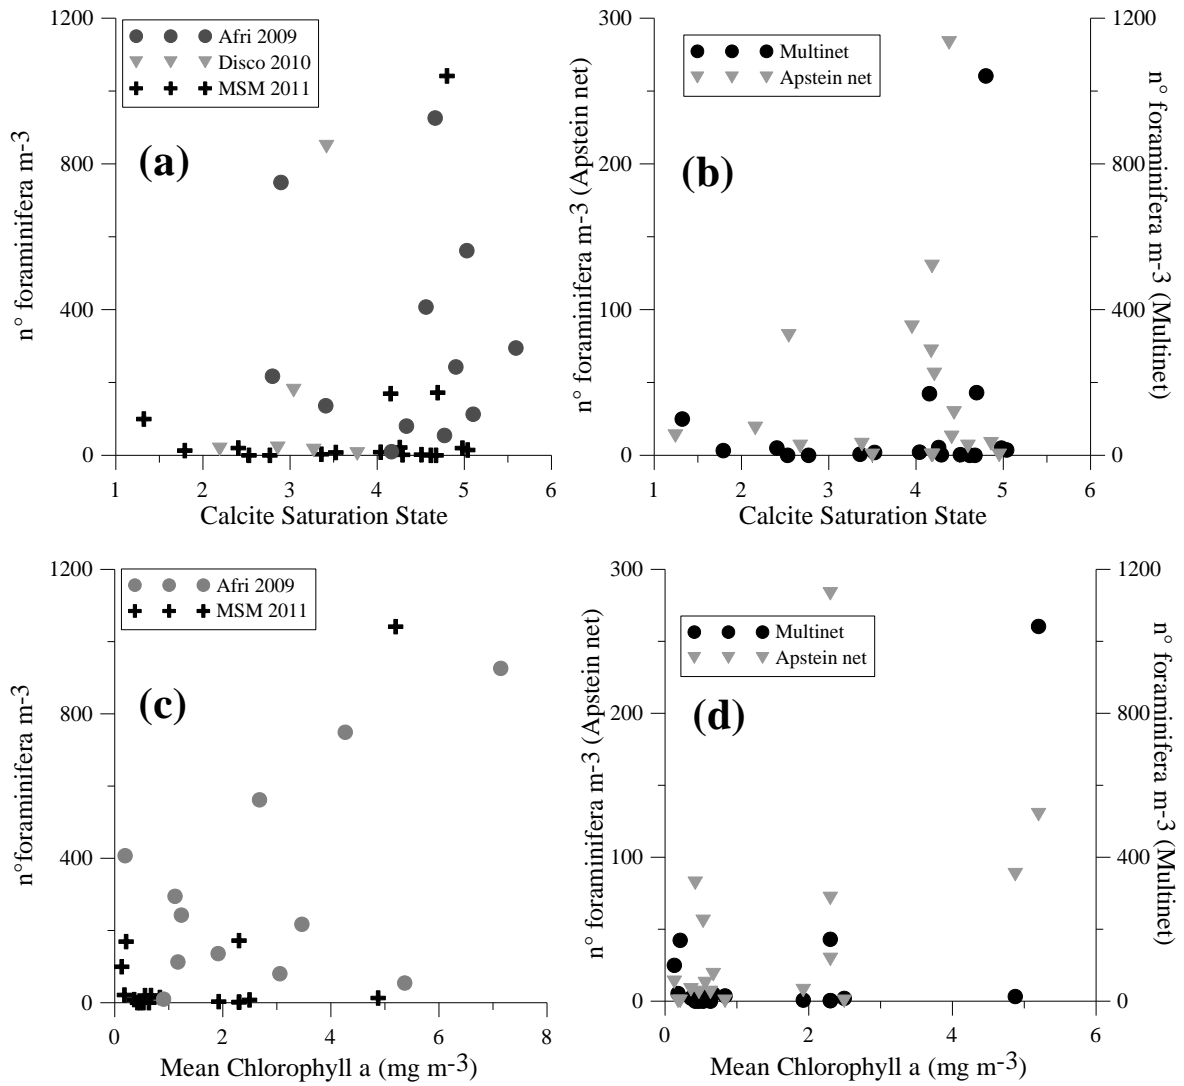 1200
800
400
0
n° foraminifera m-3
Afri 2009
Disco 2010
MSM 2011
(a)
1 2 3 4 5 6
Calcite Saturation State
300
200
100
0
n° foraminifera m-3 (Apstein net)
Multinet
Apstein net
(b)
1200
800
400
0
n° foraminifera m-3 (Multinet)
1 2 3 4 5 6
Calcite Saturation State
1200
800
400
0
n°foraminifera m-3
Afri 2009
MSM 2011
(c)
0 2 4 6 8
Mean Chlorophyll a (mg m-3)
300
200
100
0
n° foraminifera m-3 (Apstein net)
Multinet
Apstein net
(d)
1200
800
400
0
n° foraminifera m-3 (Multinet)
0 2 4 6
Mean Chlorophyll a (mg m-3)